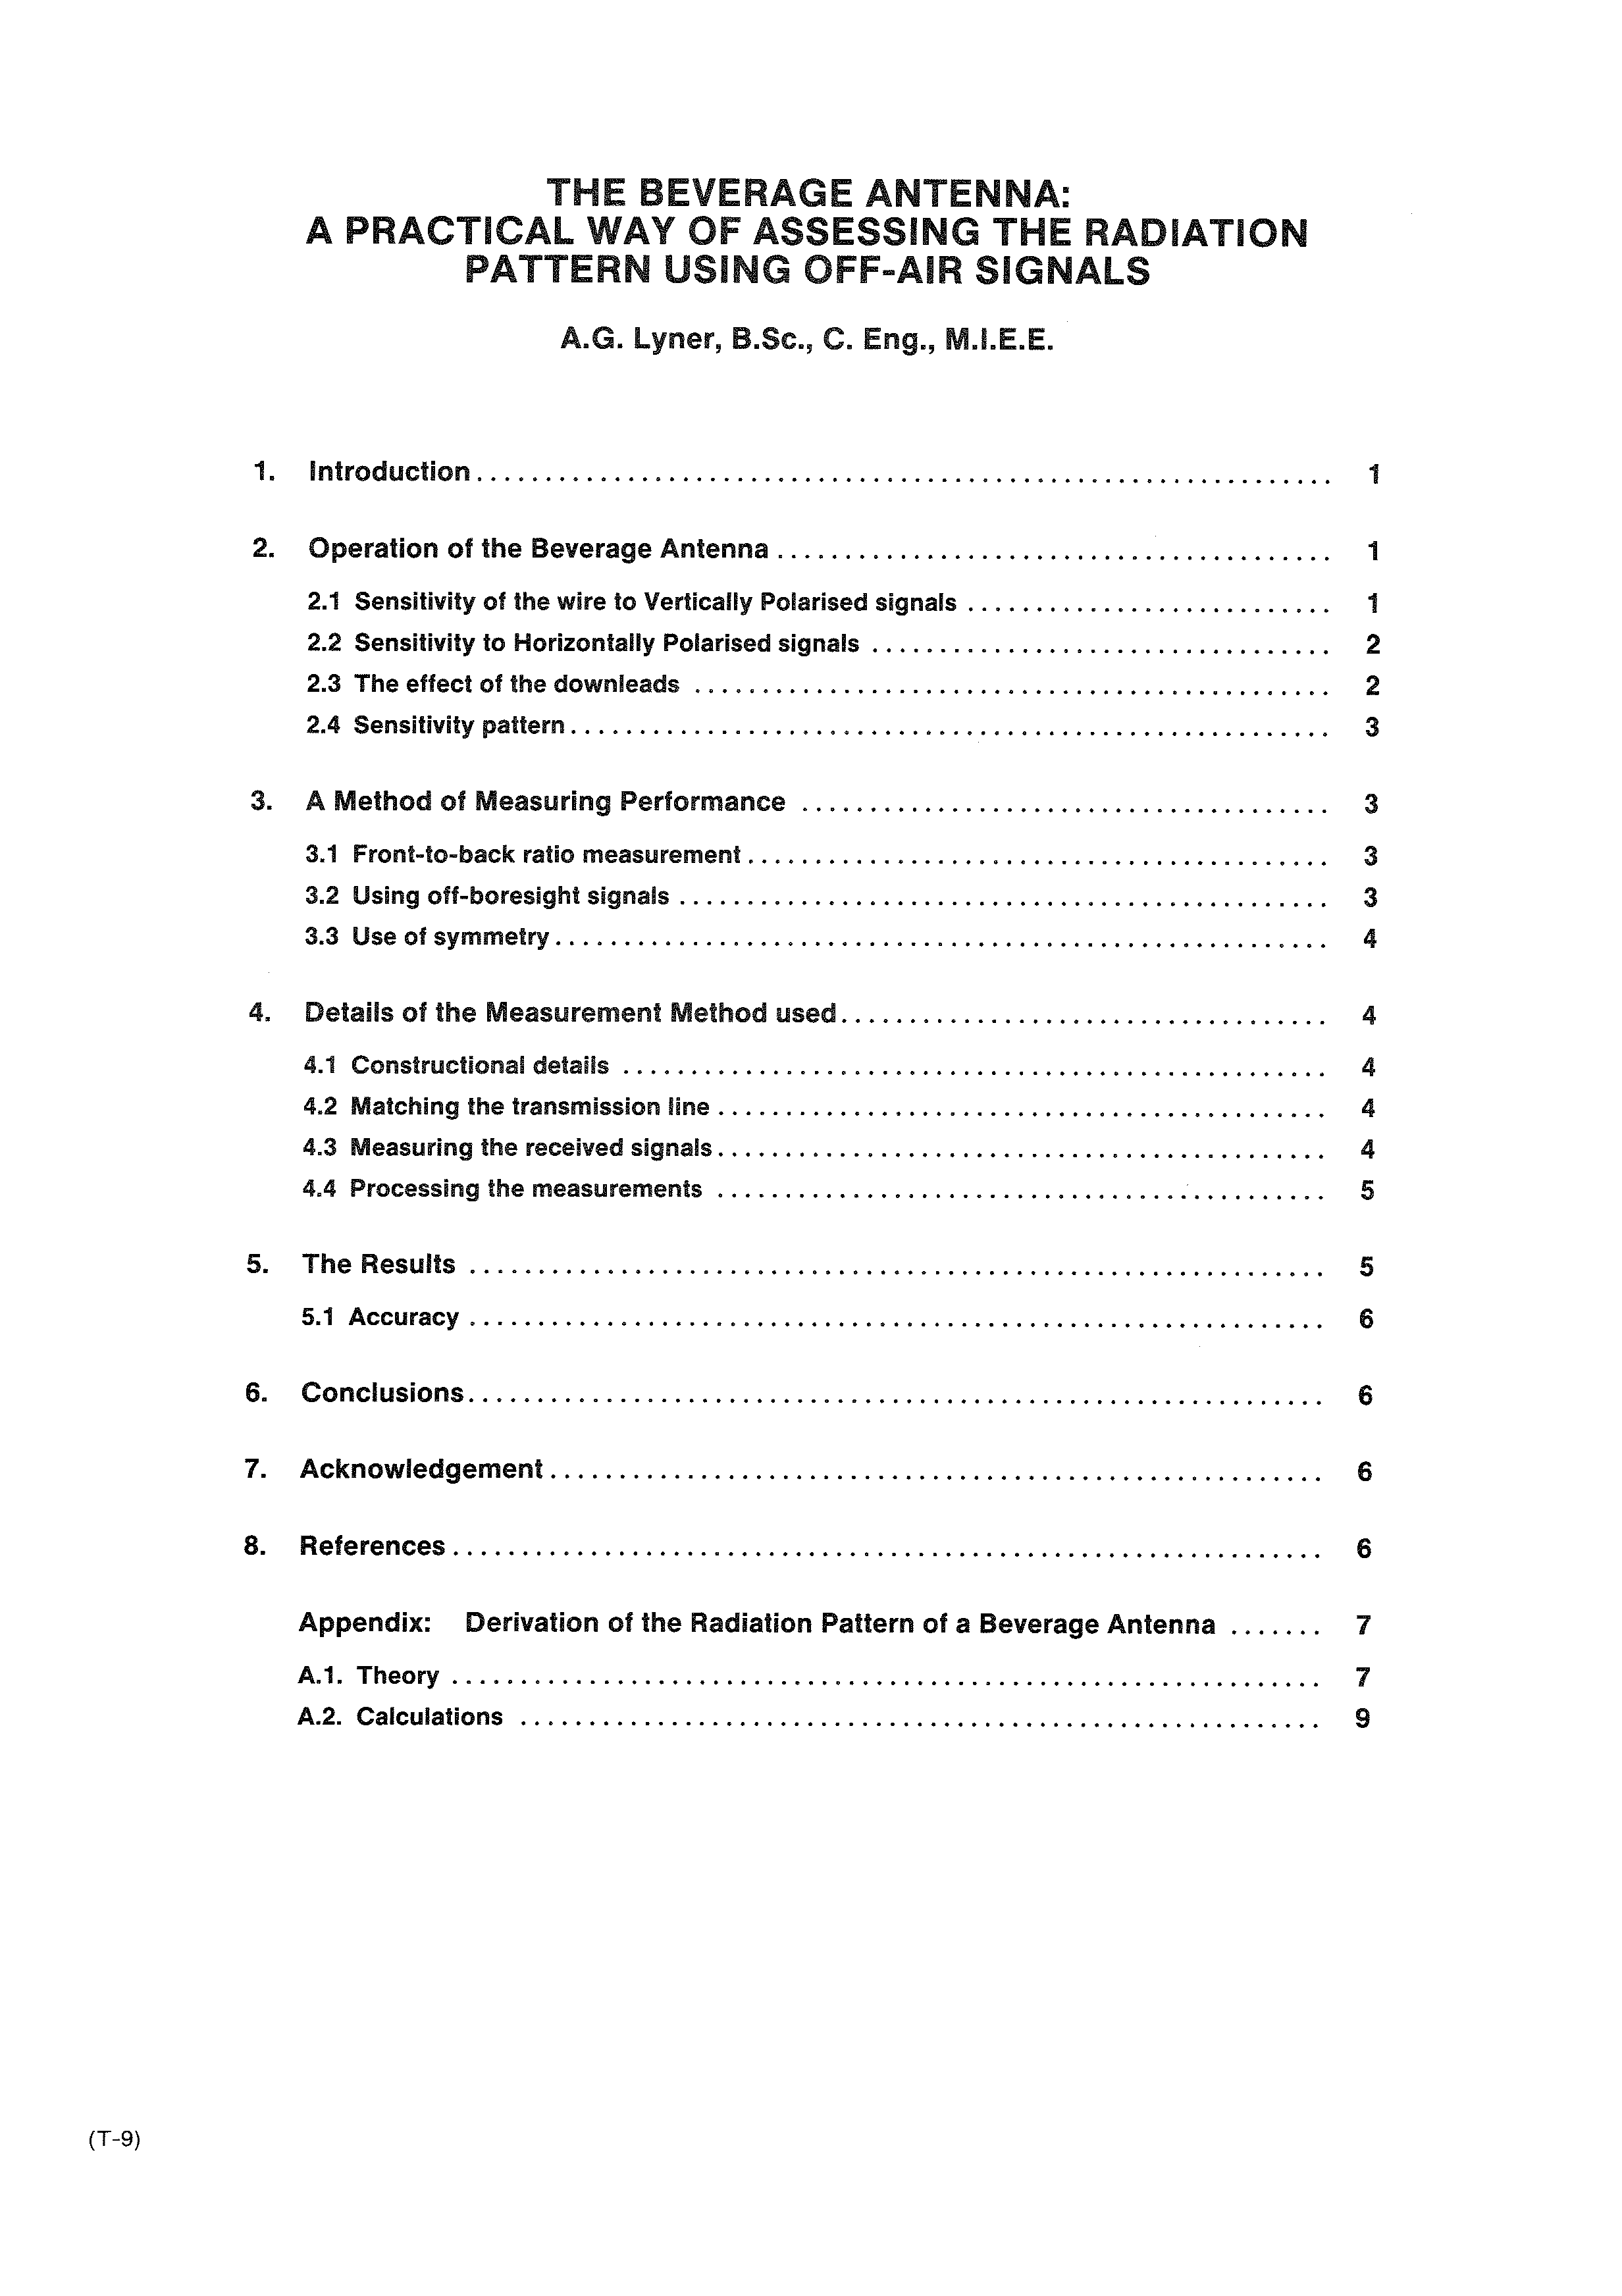 THE BEVERAGE ANTENNA:
A PRACTICAL WAY OF ASSESSING THE RADIATION
PATTERN USING OFF-AIR SIGNALS
A.G. Lyner, B.Sc., C. Eng., M.I.E.E.
1. Introduction ........................................ 1
2. Operation of the Beverage Antenna ........................................ 1
2.1 Sensitivity of the wire to Vertically Polarised signals ........................................ 1
2.2 Sensitivity to Horizontally Polarised signals ........................................ 2
2.3 The effect of the downleads ........................................ 2
2.4 Sensitivity pattern ........................................ 3
3. A Method of Measuring Performance ........................................ 3
3.1 Front-to-back ratio measurement ........................................ 3
3.2 Using off-boresight signals ........................................ 3
3.3 Use of symmetry ........................................ 4
4. Details of the Measurement Method used ........................................ 4
4.1 Constructional details ........................................ 4
4.2 Matching the transmission line ........................................ 4
4.3 Measuring the received signals ........................................ 4
4.4 Processing the measurements ........................................ 5
5. The Results ........................................ 5
5.1 Accuracy ........................................ 6
6. Conclusions ........................................ 6
7. Acknowledgement ........................................ 6
8. References ........................................ 6
Appendix: Derivation of the Radiation Pattern of a Beverage Antenna ....... 7
A.1. Theory ........................................ 7
A.2. Calculations ........................................ 9
(T-9)